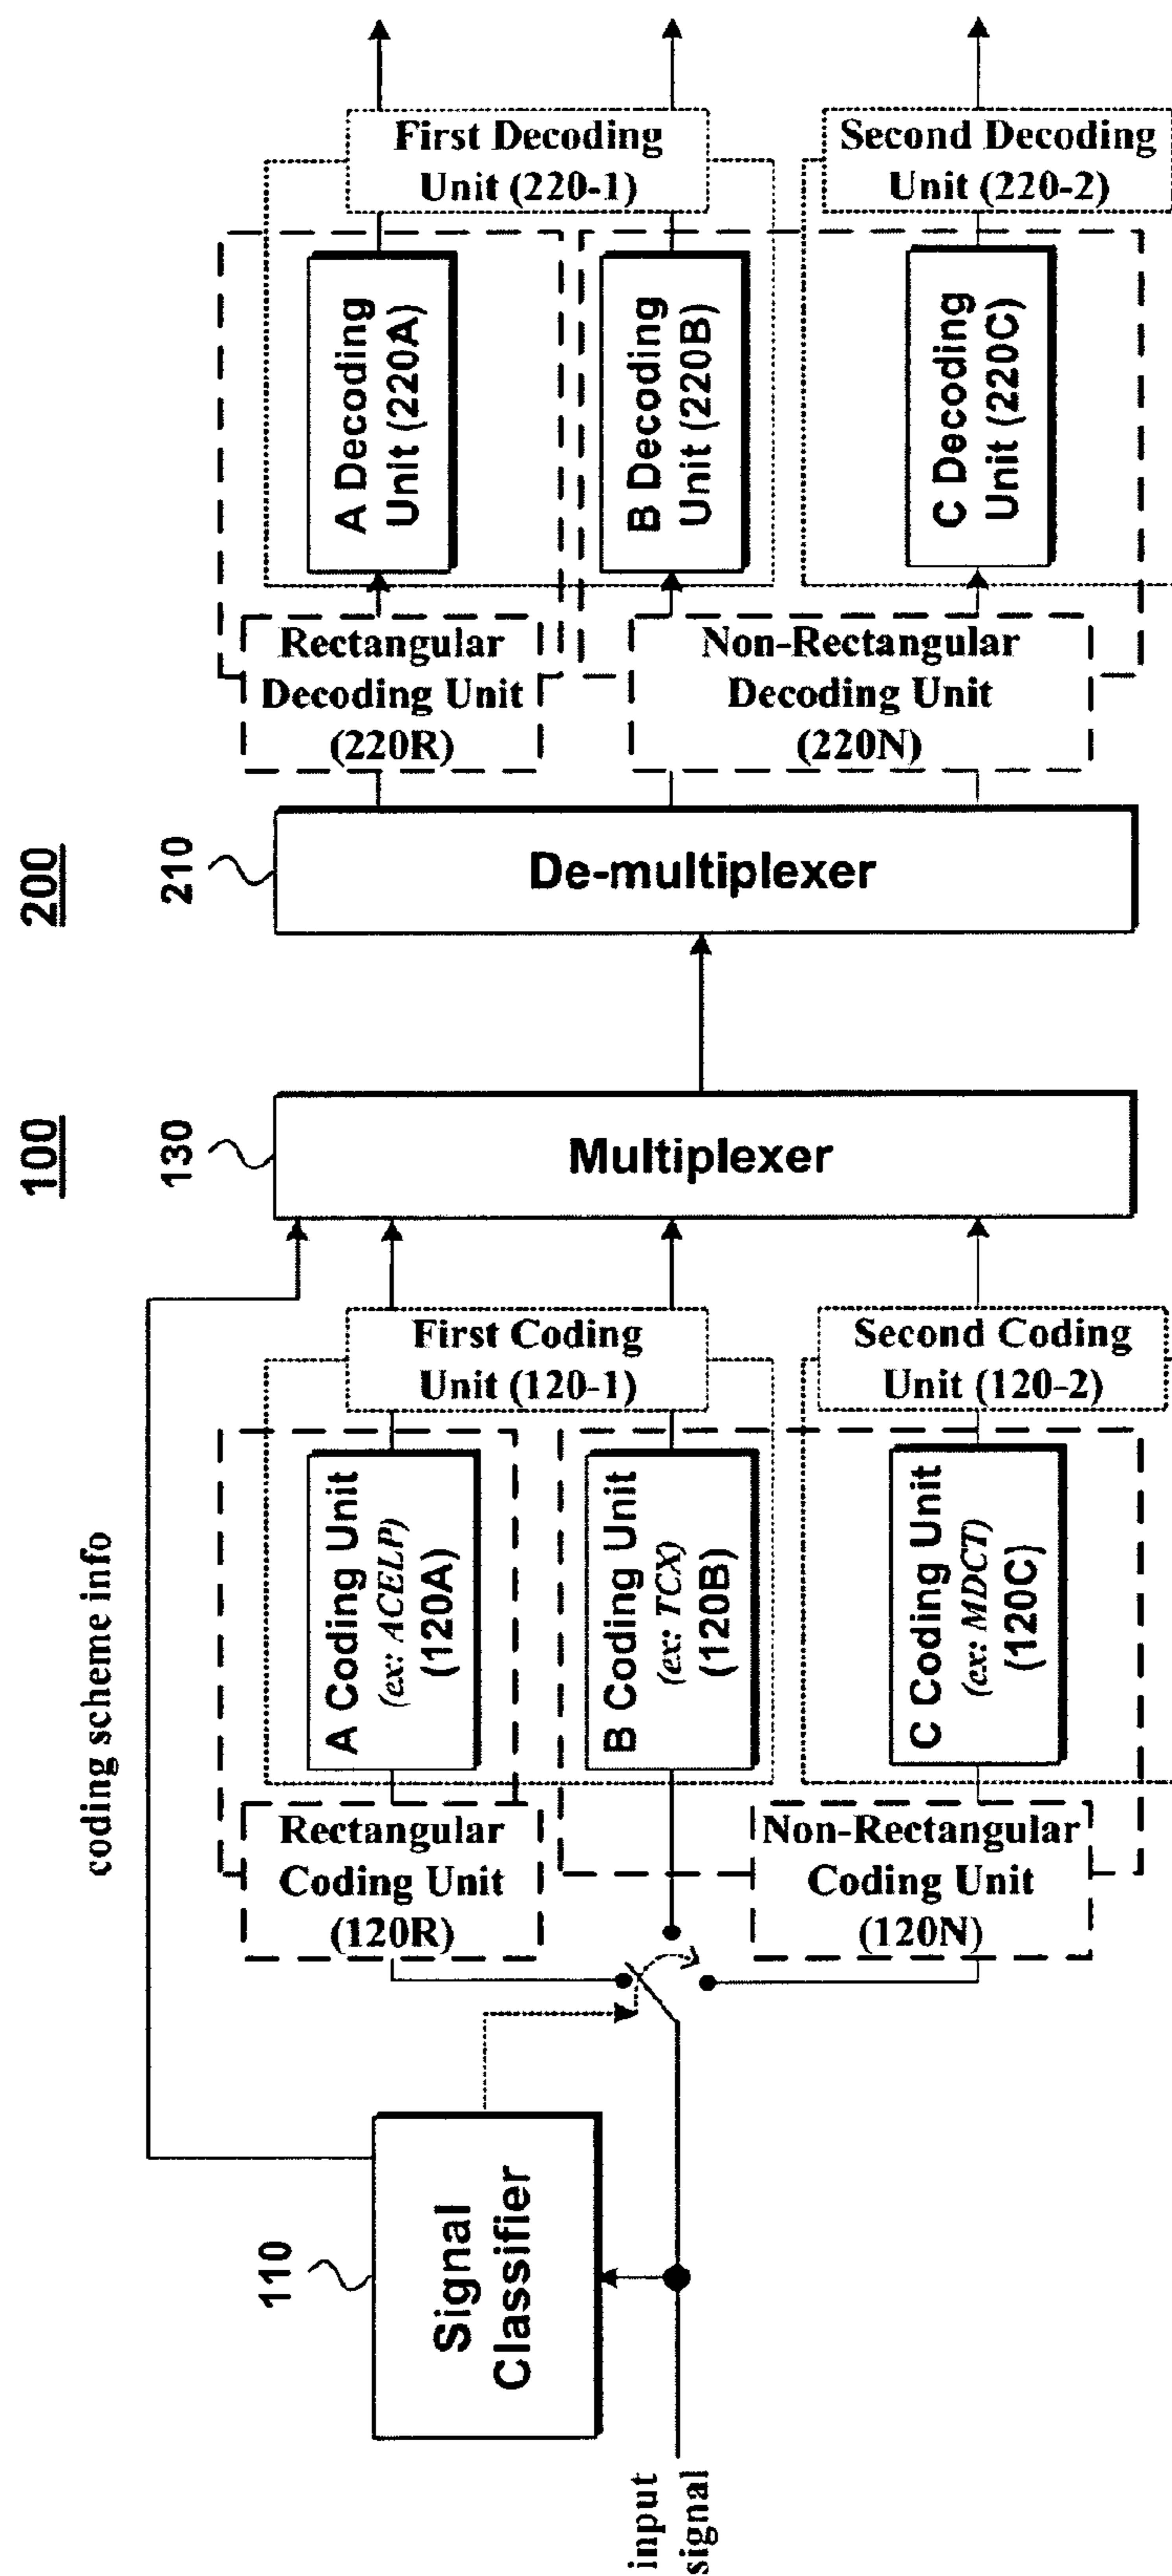 100
200
coding scheme info
110
Signal
Classifier
input
signal
Rectangular
Coding Unit
(120R)
Non-Rectangular
Coding Unit
(120N)
A Coding Unit
(ex: ACELP)
(120A)
B Coding Unit
(ex: TCX)
(120B)
C Coding Unit
(ex: MDCT)
(120C)
First Coding
Unit (120-1)
Second Coding
Unit (120-2)
130
Multiplexer
210
De-multiplexer
Rectangular
Decoding Unit
(220R)
Non-Rectangular
Decoding Unit
(220N)
A Decoding
Unit (220A)
B Decoding
Unit (220B)
C Decoding
Unit (220C)
First Decoding
Unit (220-1)
Second Decoding
Unit (220-2)